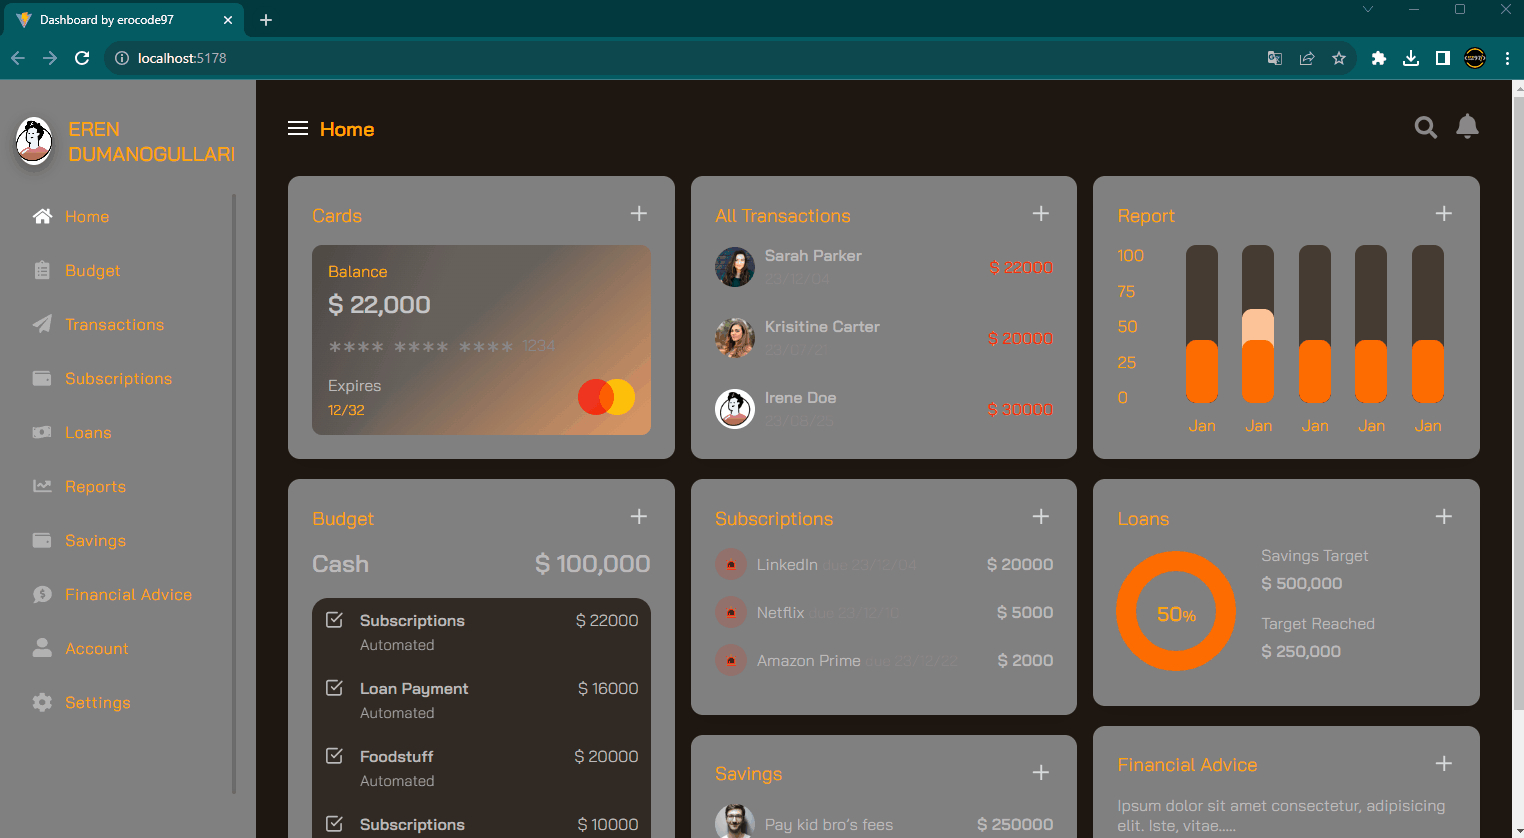 Dashboard by erocode97
localhost:5178
EREN
DUMANOGULLARI
Home
Budget
Transactions
Subscriptions
Loans
Reports
Savings
Financial Advice
Account
Settings
Home
Cards
Balance
$ 22,000
**** **** **** 1234
Expires
12/32
All Transactions
Sarah Parker
$ 22000
23/12/04
Krisitine Carter
$ 20000
23/07/21
Irene Doe
$ 30000
23/08/25
Report
100
75
50
25
0
Jan Jan Jan Jan Jan
Budget
Cash $ 100,000
Subscriptions $ 22000
Automated
Loan Payment $ 16000
Automated
Foodstuff $ 20000
Automated
Subscriptions $ 10000
Subscriptions
LinkedIn due 23/12/04 $ 20000
Netflix due 23/12/10 $ 5000
Amazon Prime due 23/12/22 $ 2000
Savings
Pay kid bro's fees $ 250000
Loans
50%
Savings Target
$ 500,000
Target Reached
$ 250,000
Financial Advice
Ipsum dolor sit amet consectetur, adipisicing
elit. Iste, vitae.....